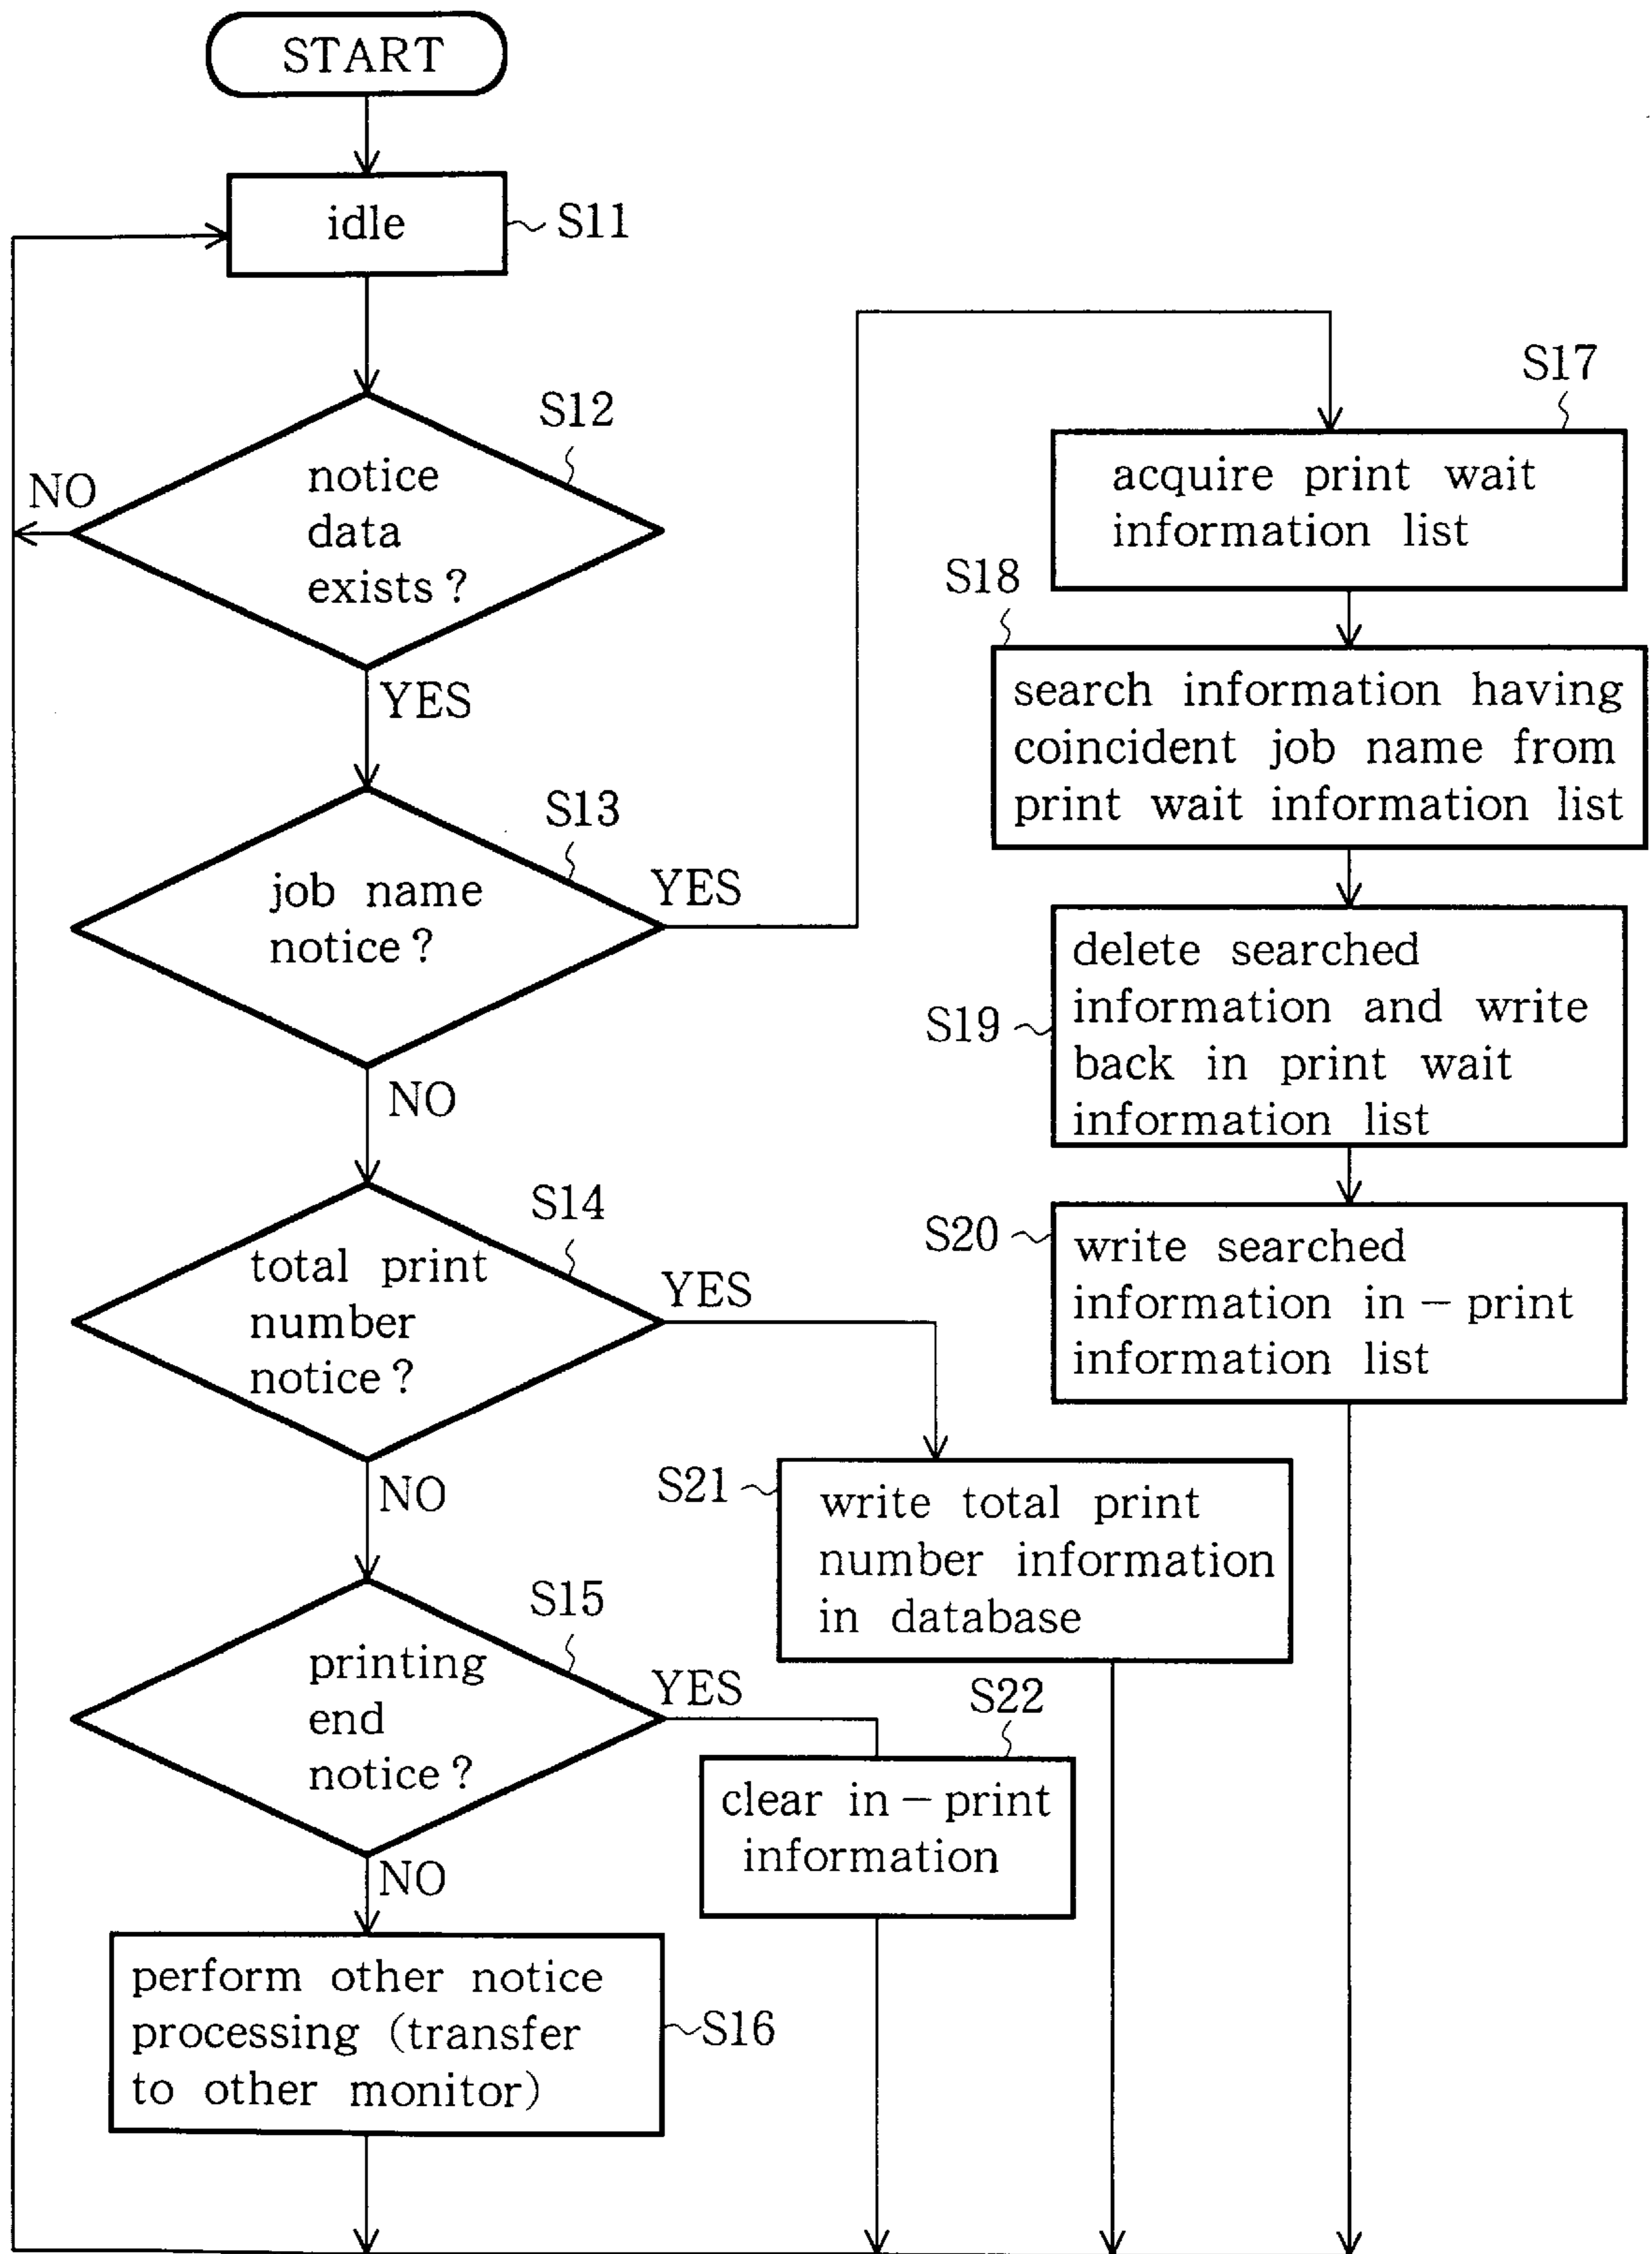 START
idle
S11
S12
notice
data
exists ?
NO
YES
S13
job name
notice ?
YES
NO
S14
total print
number
notice ?
YES
NO
S15
printing
end
notice ?
YES
NO
perform other notice
processing (transfer
to other monitor)
S16
S17
acquire print wait
information list
S18
search information having
coincident job name from
print wait information list
S19
delete searched
information and write
back in print wait
information list
S20
write searched
information in – print
information list
S21
write total print
number information
in database
S22
clear in – print
information